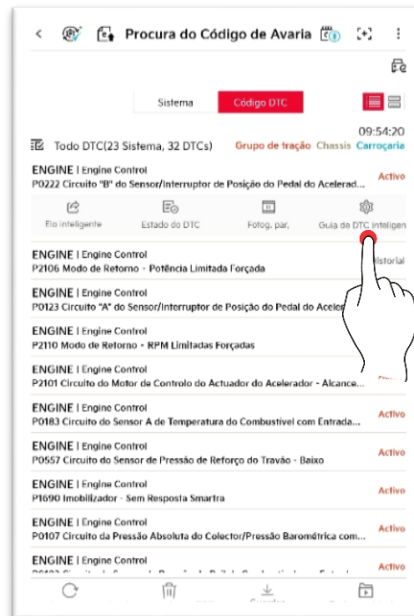 Procura do Código de Avaria
Sistema
Código DTC
09:54:20
Todo DTC(23 Sistema, 32 DTCs)
Grupo de tração Chassis Carroçaria
ENGINE | Engine Control
P0222 Circuito "B" do Sensor/Interruptor de Posição do Pedal do Acelerad...
Activo
Elo inteligente
Estado do DTC
Fotog. par.
Guia de DTC inteligen
ENGINE | Engine Control
P2106 Modo de Retorno - Potência Limitada Forçada
Historial
ENGINE | Engine Control
P0123 Circuito "A" do Sensor/Interruptor de Posição do Pedal do Aceler
ENGINE | Engine Control
P2110 Modo de Retorno - RPM Limitadas Forçadas
ENGINE | Engine Control
P2101 Circuito do Motor de Controlo do Actuador do Acelerador - Alcance...
ENGINE | Engine Control
P0183 Circuito do Sensor A de Temperatura do Combustível com Entrada...
Activo
ENGINE | Engine Control
P0557 Circuito do Sensor de Pressão de Reforço do Travão - Baixo
Activo
ENGINE | Engine Control
P1690 Imobilizador - Sem Resposta Smartra
Activo
ENGINE | Engine Control
P0107 Circuito da Pressão Absoluta do Colector/Pressão Barométrica com...
Activo
ENGINE | Engine Control
Activo